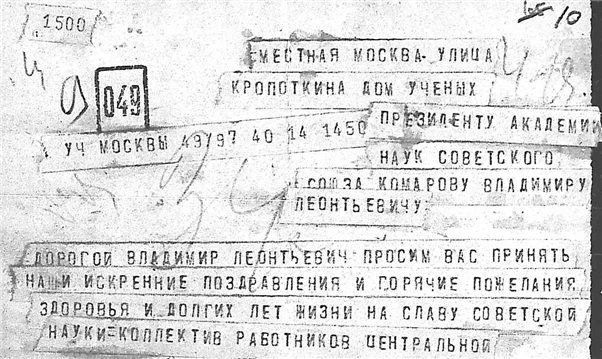 1500
10
МЕСТНАЯ МОСКВА УЛИЦА
КРОПОТКИНА ДОМ УЧЕНЫХ
049
УЧ МОСКВЫ 49/97 40 14 1450
ПРЕЗИДЕНТУ АКАДЕМИИ
НАУК СОВЕТСКОГО
СОЮЗА КОМАРОВУ ВЛАДИМИРУ
ЛЕОНТЬЕВИЧУ
ДОРОГОЙ ВЛАДИМИР ЛЕОНТЬЕВИЧ ПРОСИМ ВАС ПРИНЯТЬ
НАШИ ИСКРЕННИЕ ПОЗДРАВЛЕНИЯ И ГОРЯЧИЕ ПОЖЕЛАНИЯ
ЗДОРОВЬЯ И ДОЛГИХ ЛЕТ ЖИЗНИ НА СЛАВУ СОВЕТСКОЙ
НАУКИ=КОЛЛЕКТИВ РАБОТНИКОВ ЦЕНТРАЛЬНОЙ